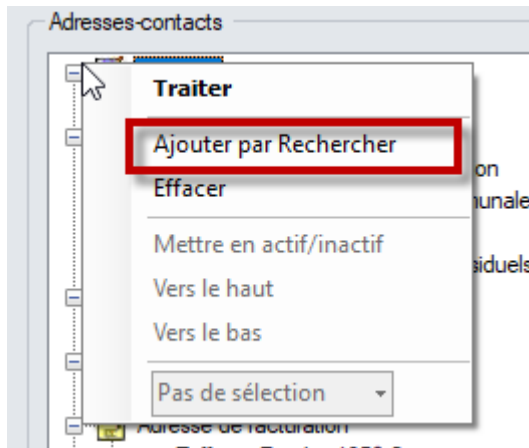 Adresses-contacts
Traiter
Ajouter par Rechercher
on
Effacer
unale
Mettre en actif/inactif
siduels
Vers le haut
Vers le bas
Pas de sélection
Adresse de facturation